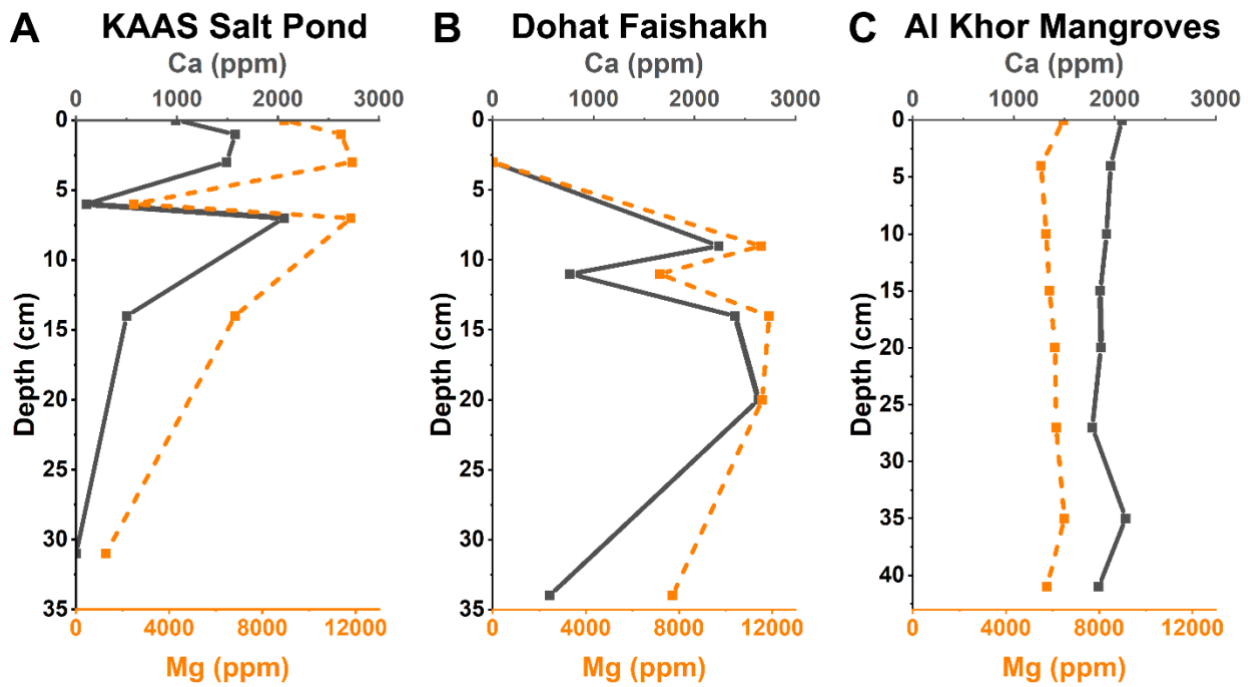 A KAAS Salt Pond
Ca (ppm)
0 1000 2000 3000
0
5
10
15
20
25
30
35
Depth (cm)
0 4000 8000 12000
Mg (ppm)
B Dohat Faishakh
Ca (ppm)
0 1000 2000 3000
0
5
10
15
20
25
30
35
Depth (cm)
0 4000 8000 12000
Mg (ppm)
C Al Khor Mangroves
Ca (ppm)
0 1000 2000 3000
0
5
10
15
20
25
30
35
40
Depth (cm)
0 4000 8000 12000
Mg (ppm)